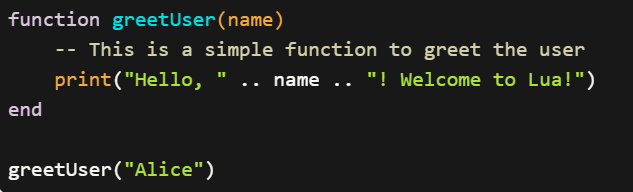 function greetUser(name)
    -- This is a simple function to greet the user
    print("Hello, " .. name .. "! Welcome to Lua!")
end

greetUser("Alice")